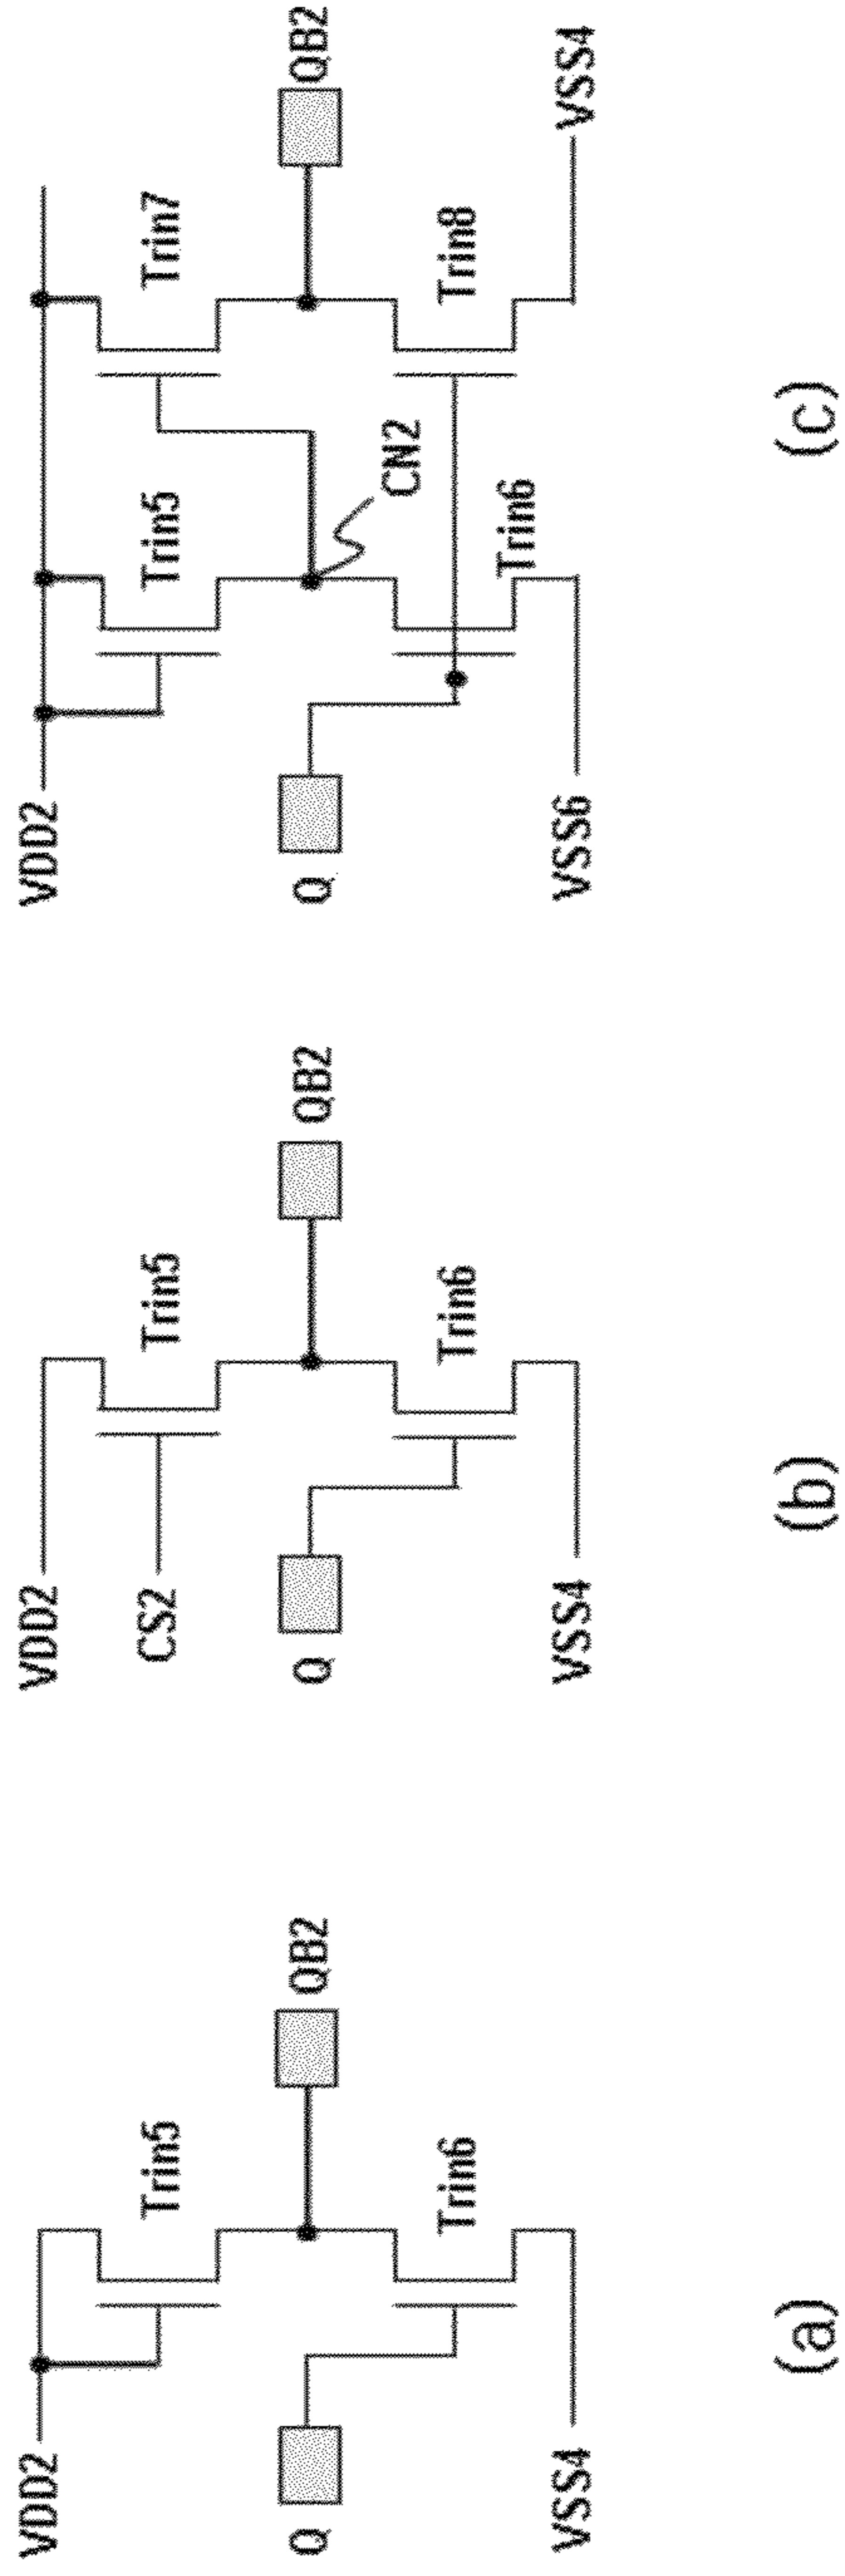 VDD2
Trin5
Q
QB2
Trin6
VSS4
(a)
VDD2
CS2
Trin5
Q
QB2
Trin6
VSS4
(b)
VDD2
Trin5
Trin7
Q
QB2
CN2
Trin6
Trin8
VSS6
VSS4
(c)